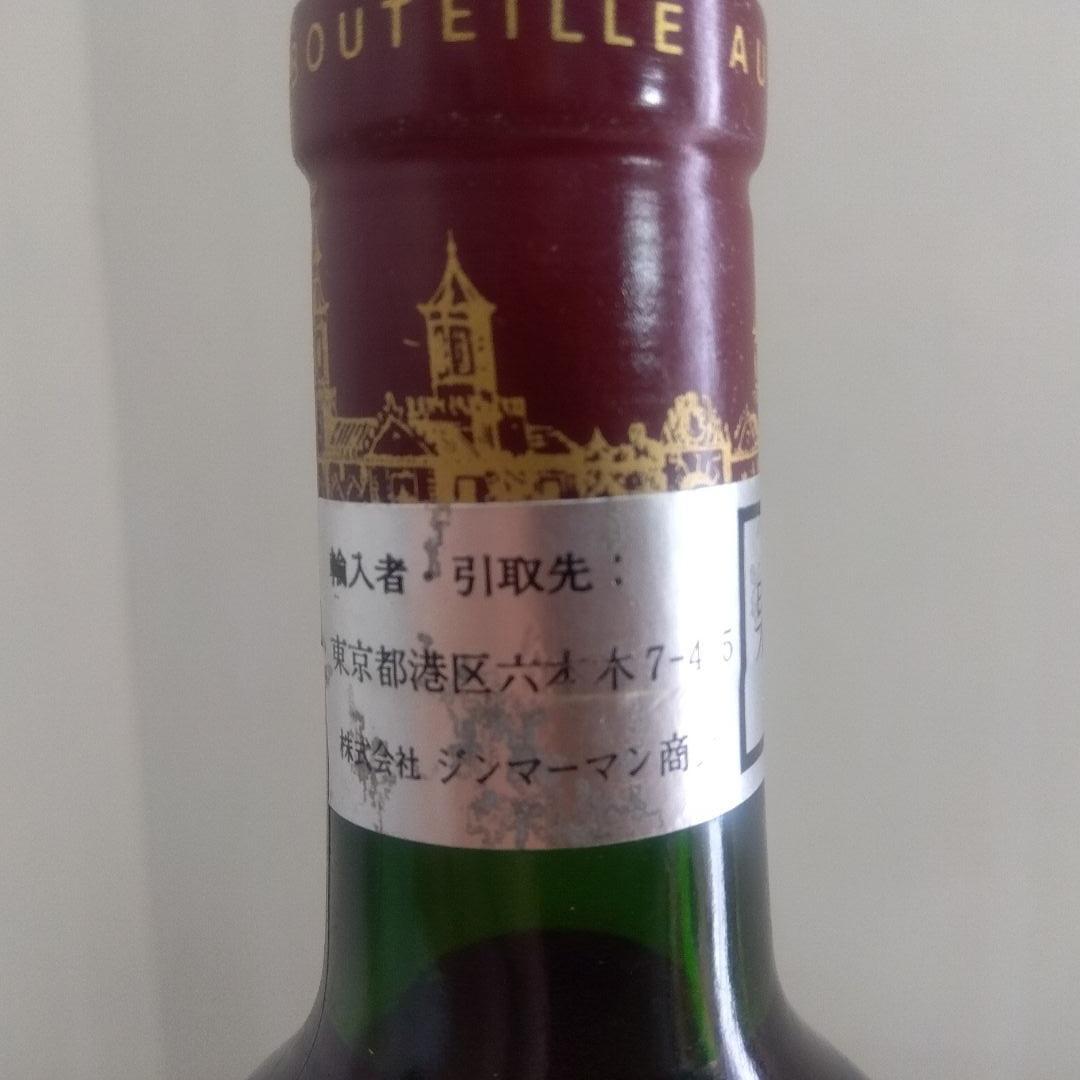 BOUTEILLE AU
輸入者・引取先:
東京都港区六本木7-4 5
株式会社 ジンマーマン商